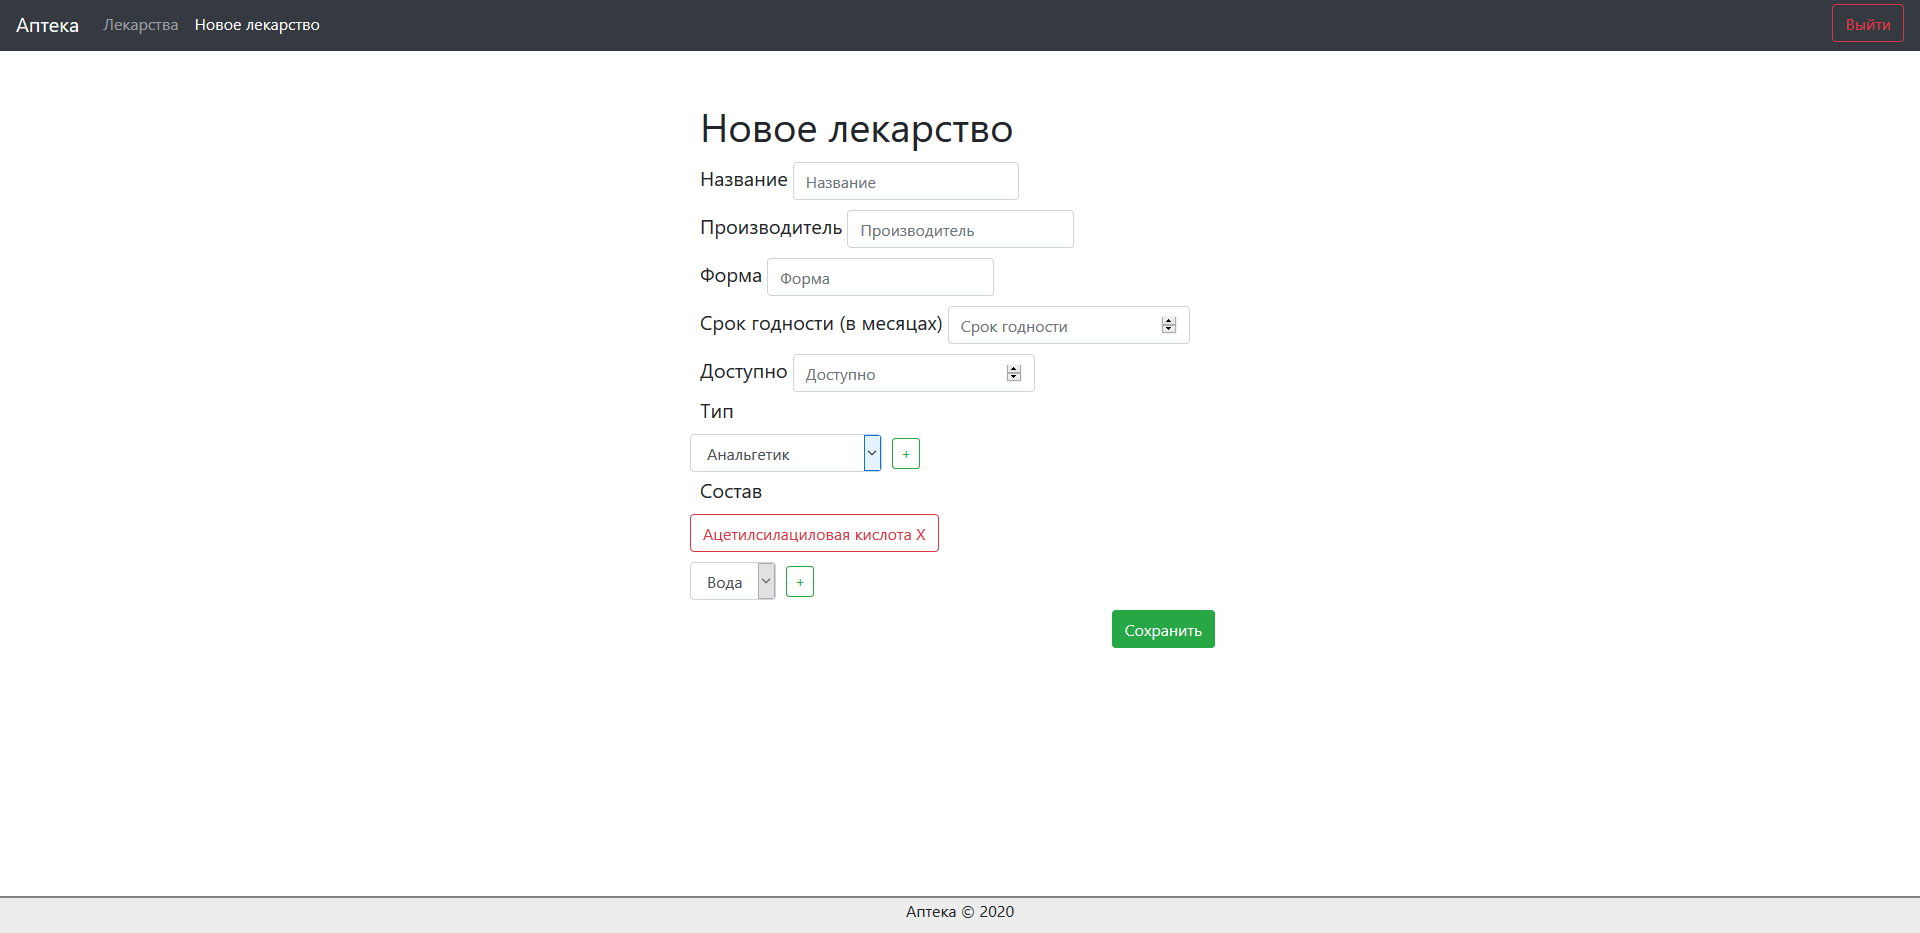 Аптека Лекарства Новое лекарство Выйти
Новое лекарство
Название Название
Производитель Производитель
Форма Форма
Срок годности (в месяцах) Срок годности
Доступно Доступно
Тип
Анальгетик +
Состав
Ацетилсилациловая кислота X
Вода +
Сохранить
Аптека © 2020